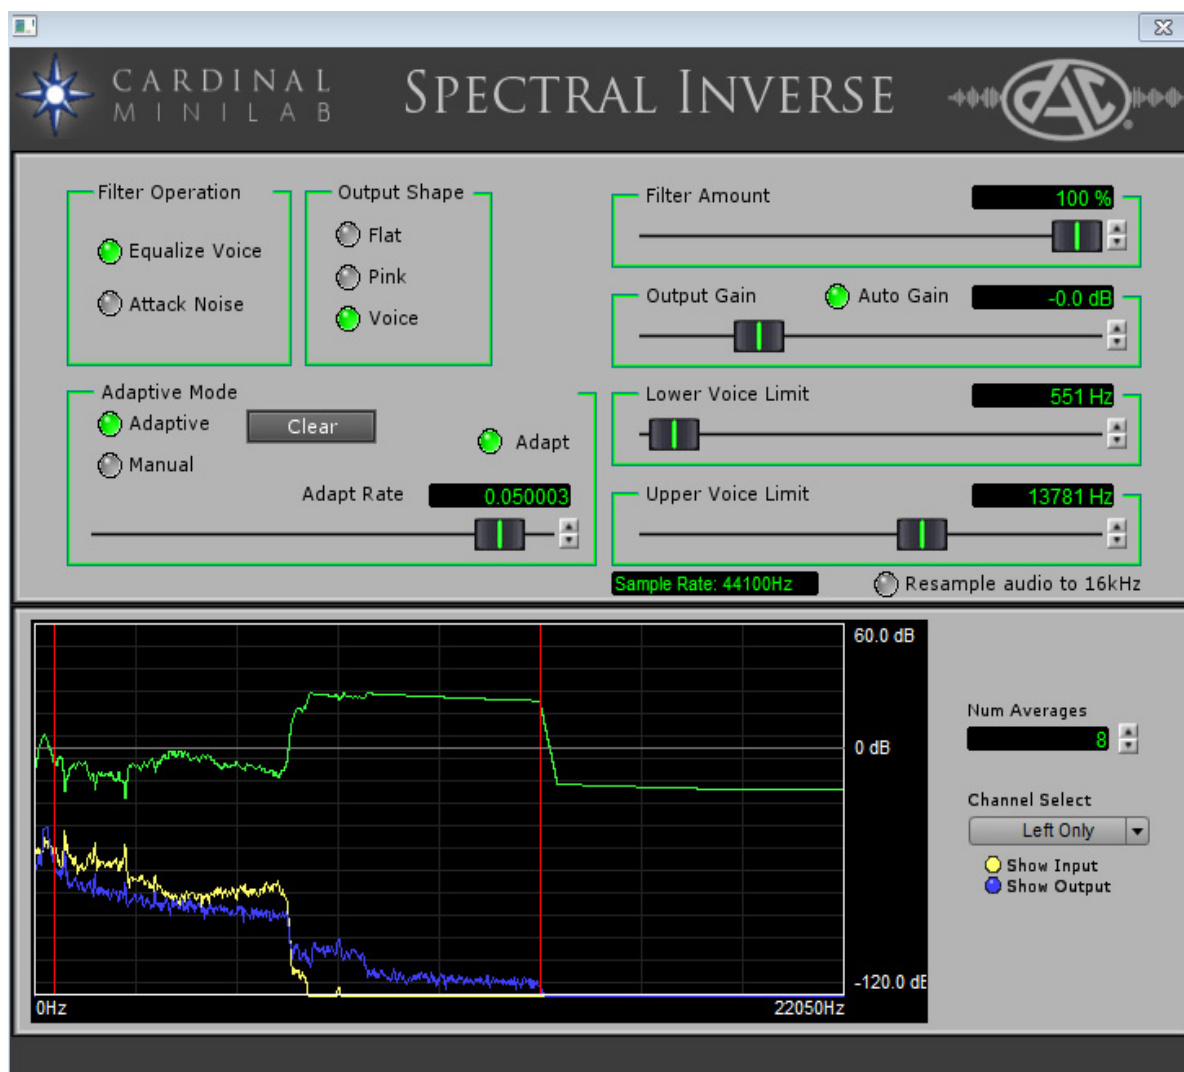 CARDINAL
MINILAB
SPECTRAL INVERSE
DAC
Filter Operation
Equalize Voice
Attack Noise
Output Shape
Flat
Pink
Voice
Adaptive Mode
Adaptive
Clear
Adapt
Manual
Adapt Rate 0.050003
Filter Amount 100 %
Output Gain Auto Gain -0.0 dB
Lower Voice Limit 551 Hz
Upper Voice Limit 13781 Hz
Sample Rate: 44100Hz Resample audio to 16kHz
60.0 dB
0 dB
-120.0 dB
0Hz 22050Hz
Num Averages
8
Channel Select
Left Only
Show Input
Show Output